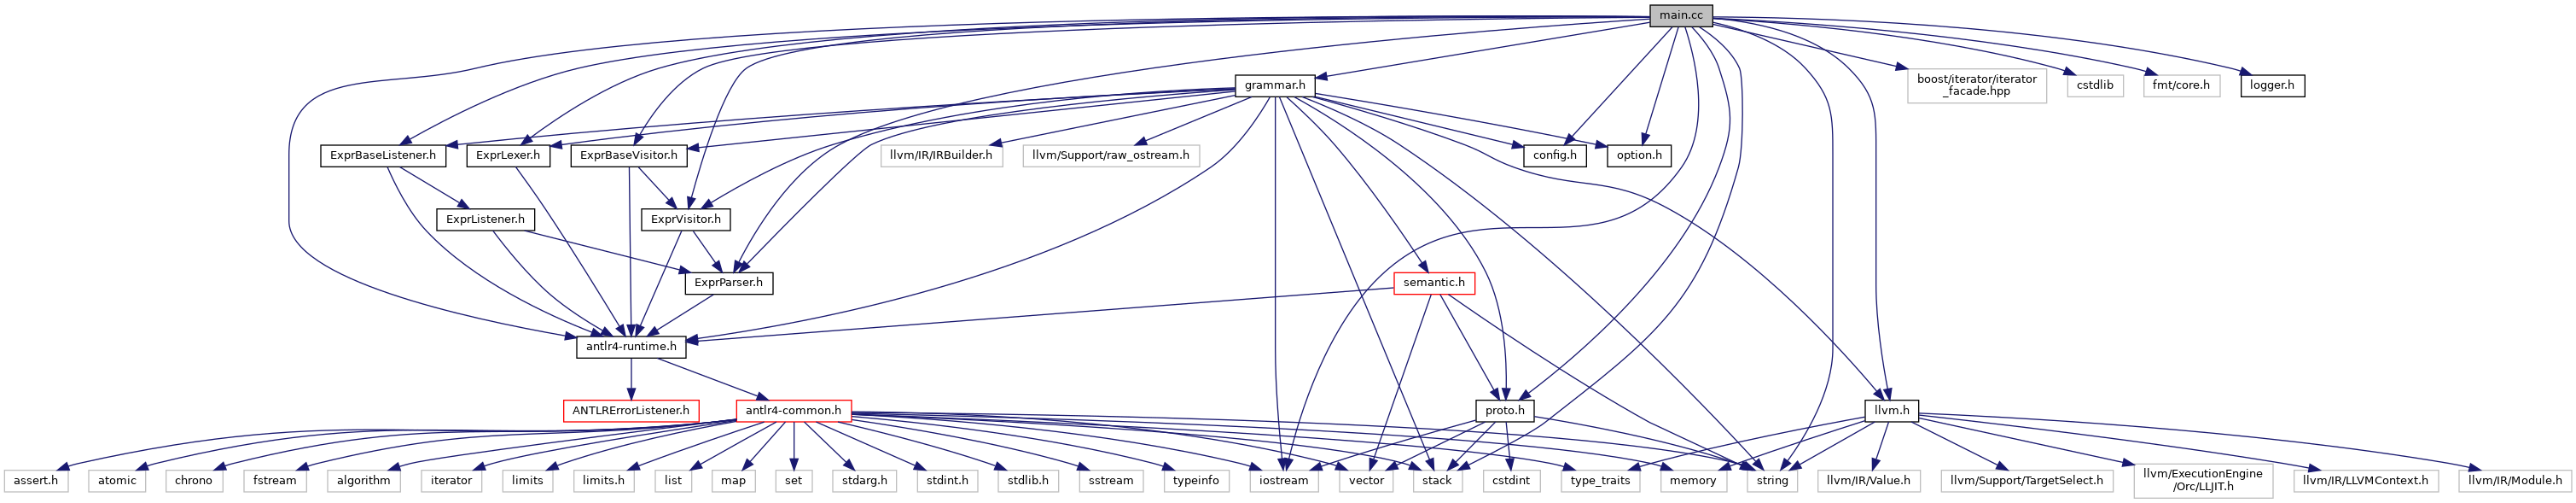 main.cc
grammar.h
boost/iterator/iterator
_facade.hpp
cstdlib
fmt/core.h
logger.h
ExprBaseListener.h
ExprLexer.h
ExprBaseVisitor.h
llvm/IR/IRBuilder.h
llvm/Support/raw_ostream.h
config.h
option.h
ExprListener.h
ExprVisitor.h
ExprParser.h
semantic.h
antlr4-runtime.h
ANTLRErrorListener.h
antlr4-common.h
proto.h
llvm.h
assert.h
atomic
chrono
fstream
algorithm
iterator
limits
limits.h
list
map
set
stdarg.h
stdint.h
stdlib.h
sstream
typeinfo
iostream
vector
stack
cstdint
type_traits
memory
string
llvm/IR/Value.h
llvm/Support/TargetSelect.h
llvm/ExecutionEngine
/Orc/LLJIT.h
llvm/IR/LLVMContext.h
llvm/IR/Module.h